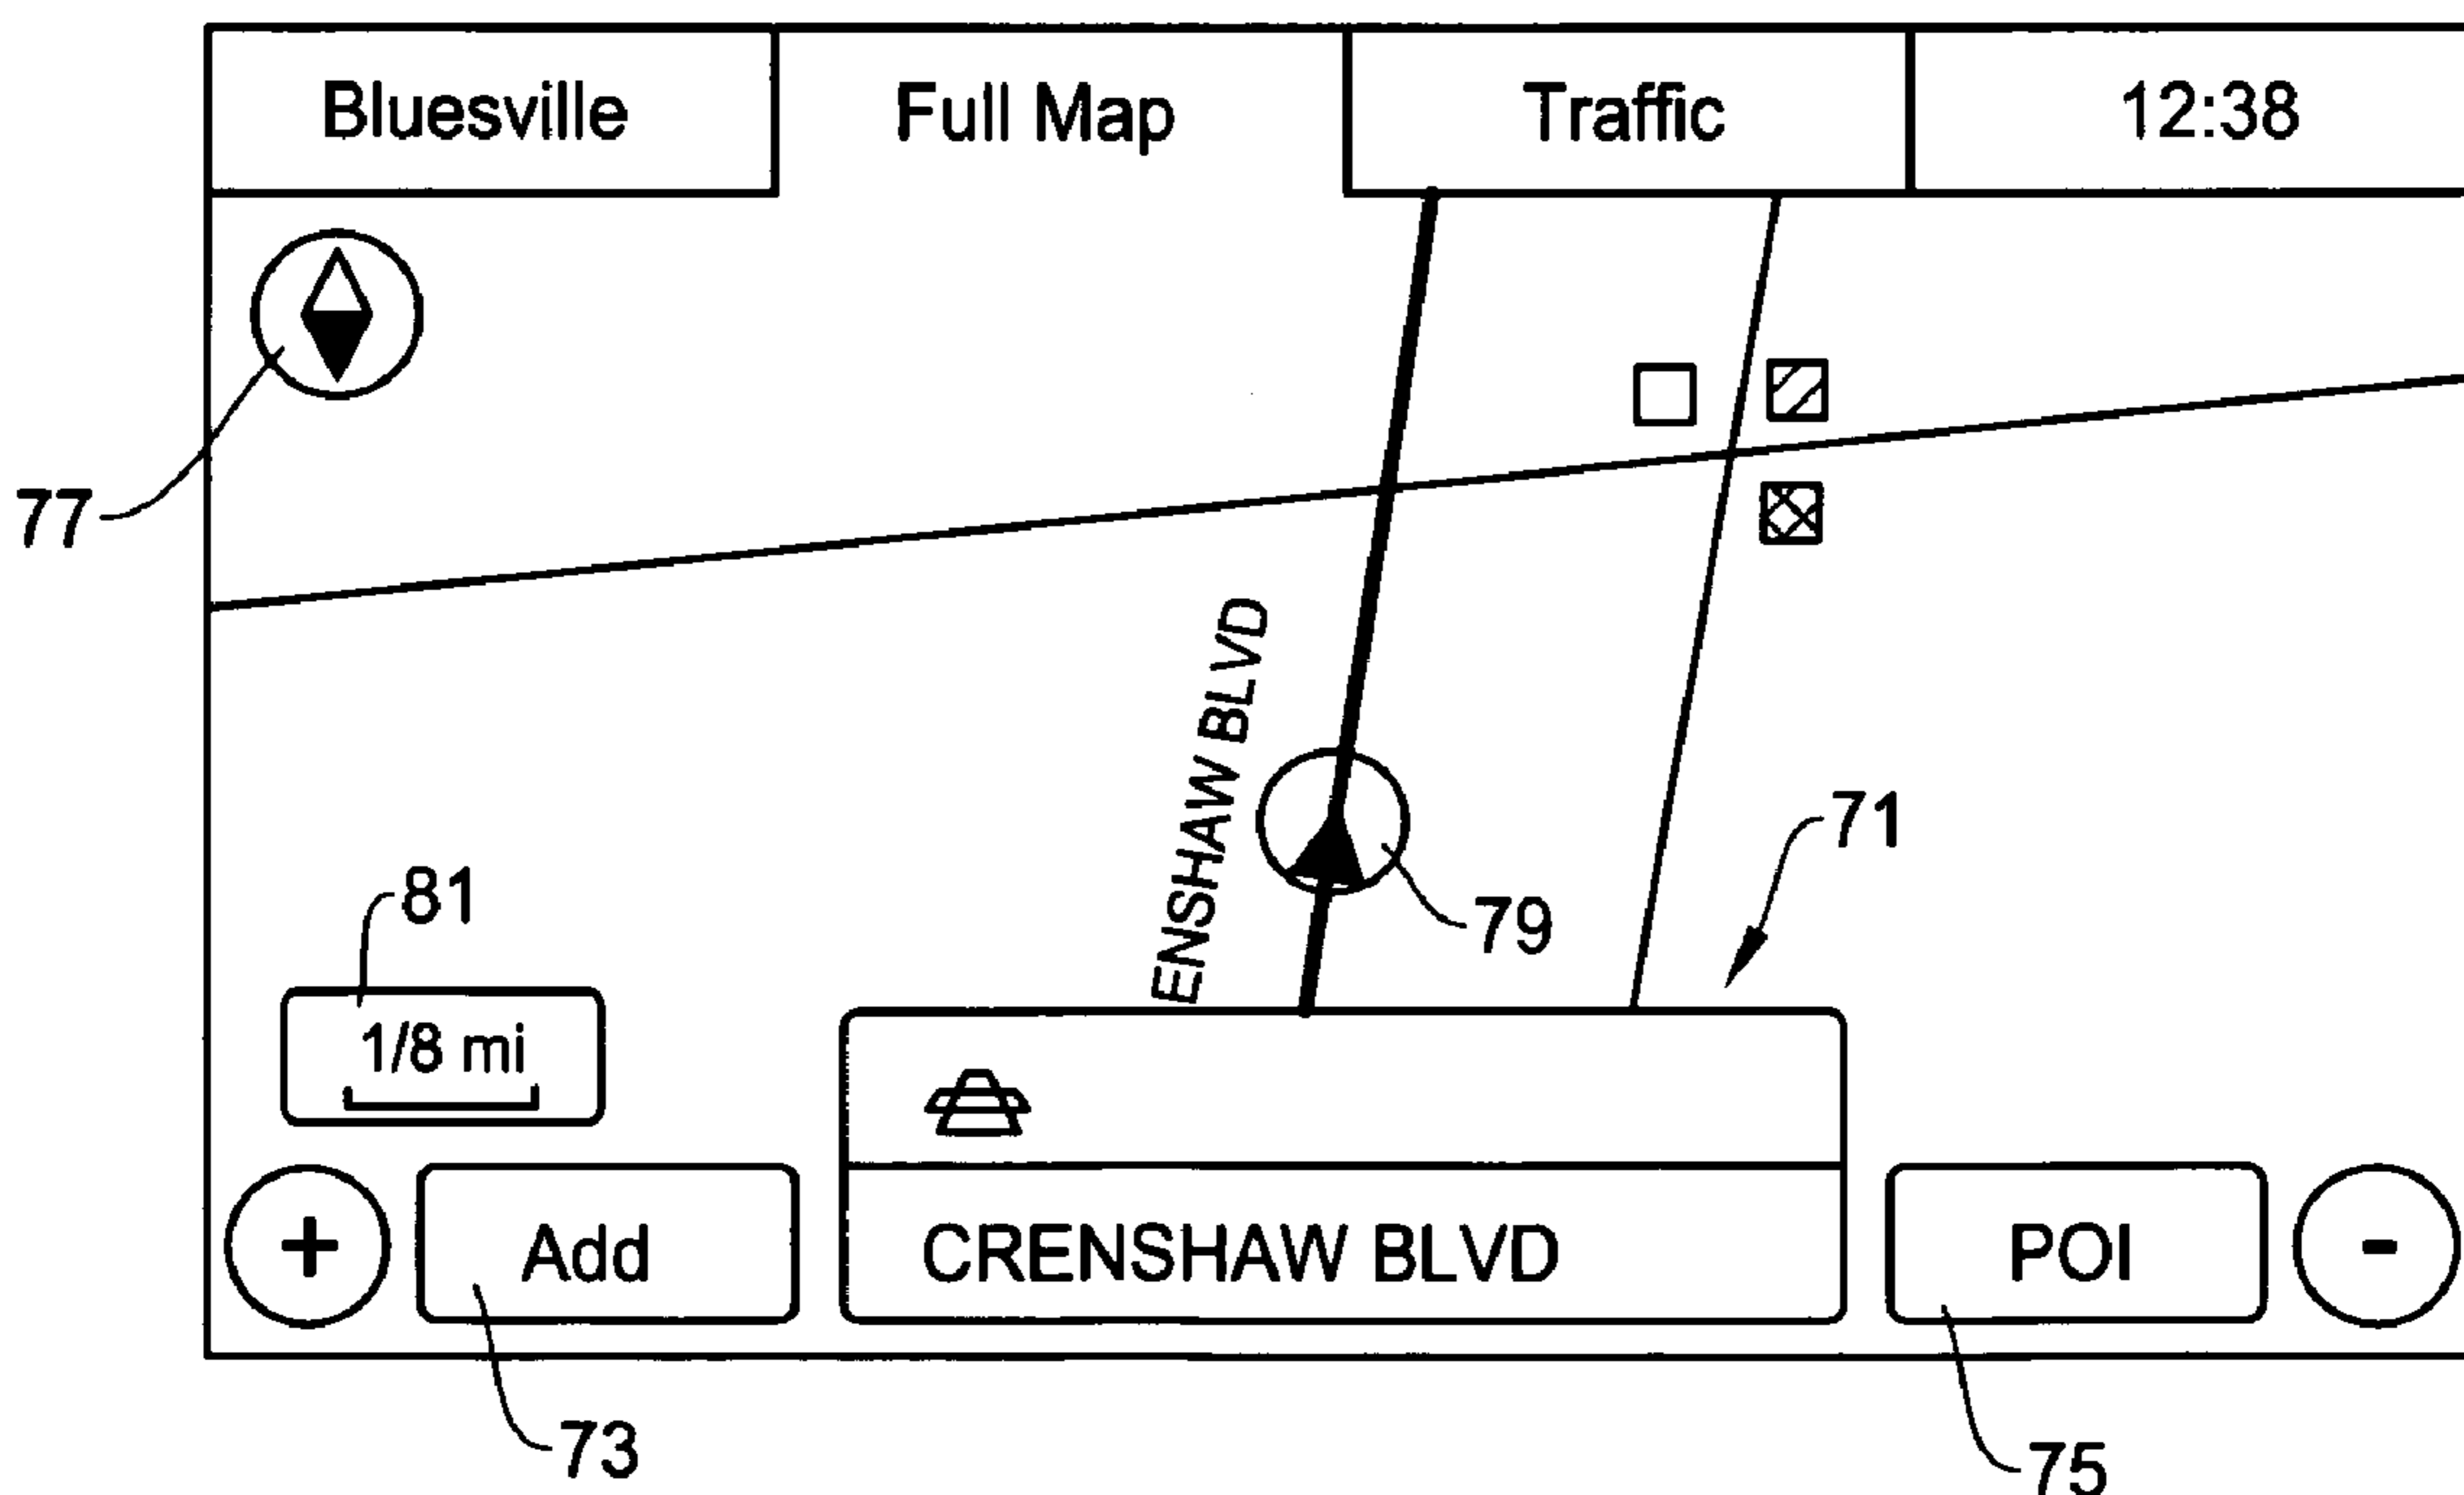 Bluesville Full Map Traffic 12:38
77
ENSHAW BLVD
71
79
81
1/8 mi
+ Add CRENSHAW BLVD POI -
73
75